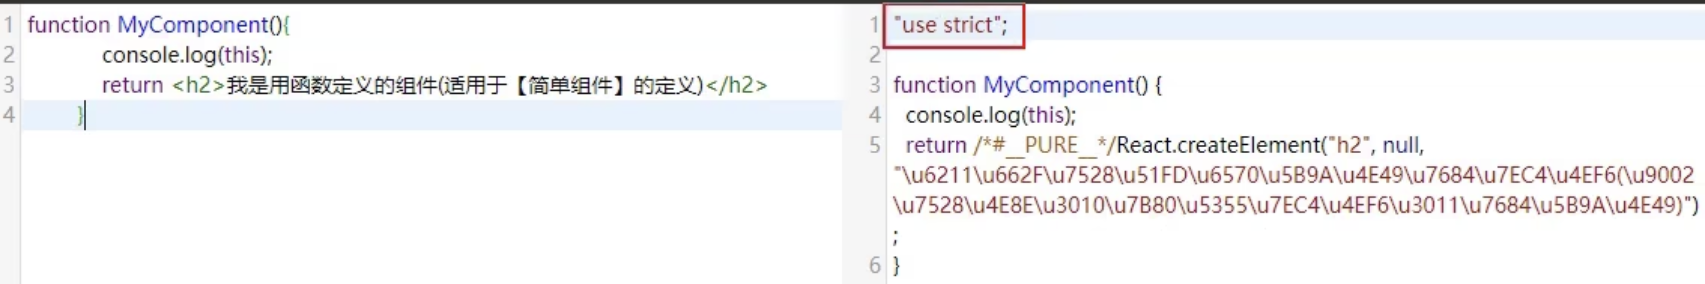 1 function MyComponent(){
2 console.log(this);
3 return <h2>我是用函数定义的组件(适用于【简单组件】的定义)</h2>
4 }
1 "use strict";
2
3 function MyComponent() {
4 console.log(this);
5 return /*#__PURE__*/React.createElement("h2", null,
"\u6211\u662F\u7528\u51FD\u6570\u5B9A\u4E49\u7684\u7EC4\u4EF6(\u9002
\u7528\u4E8E\u3010\u7B80\u5355\u7EC4\u4EF6\u3011\u7684\u5B9A\u4E49)")
;
6 }